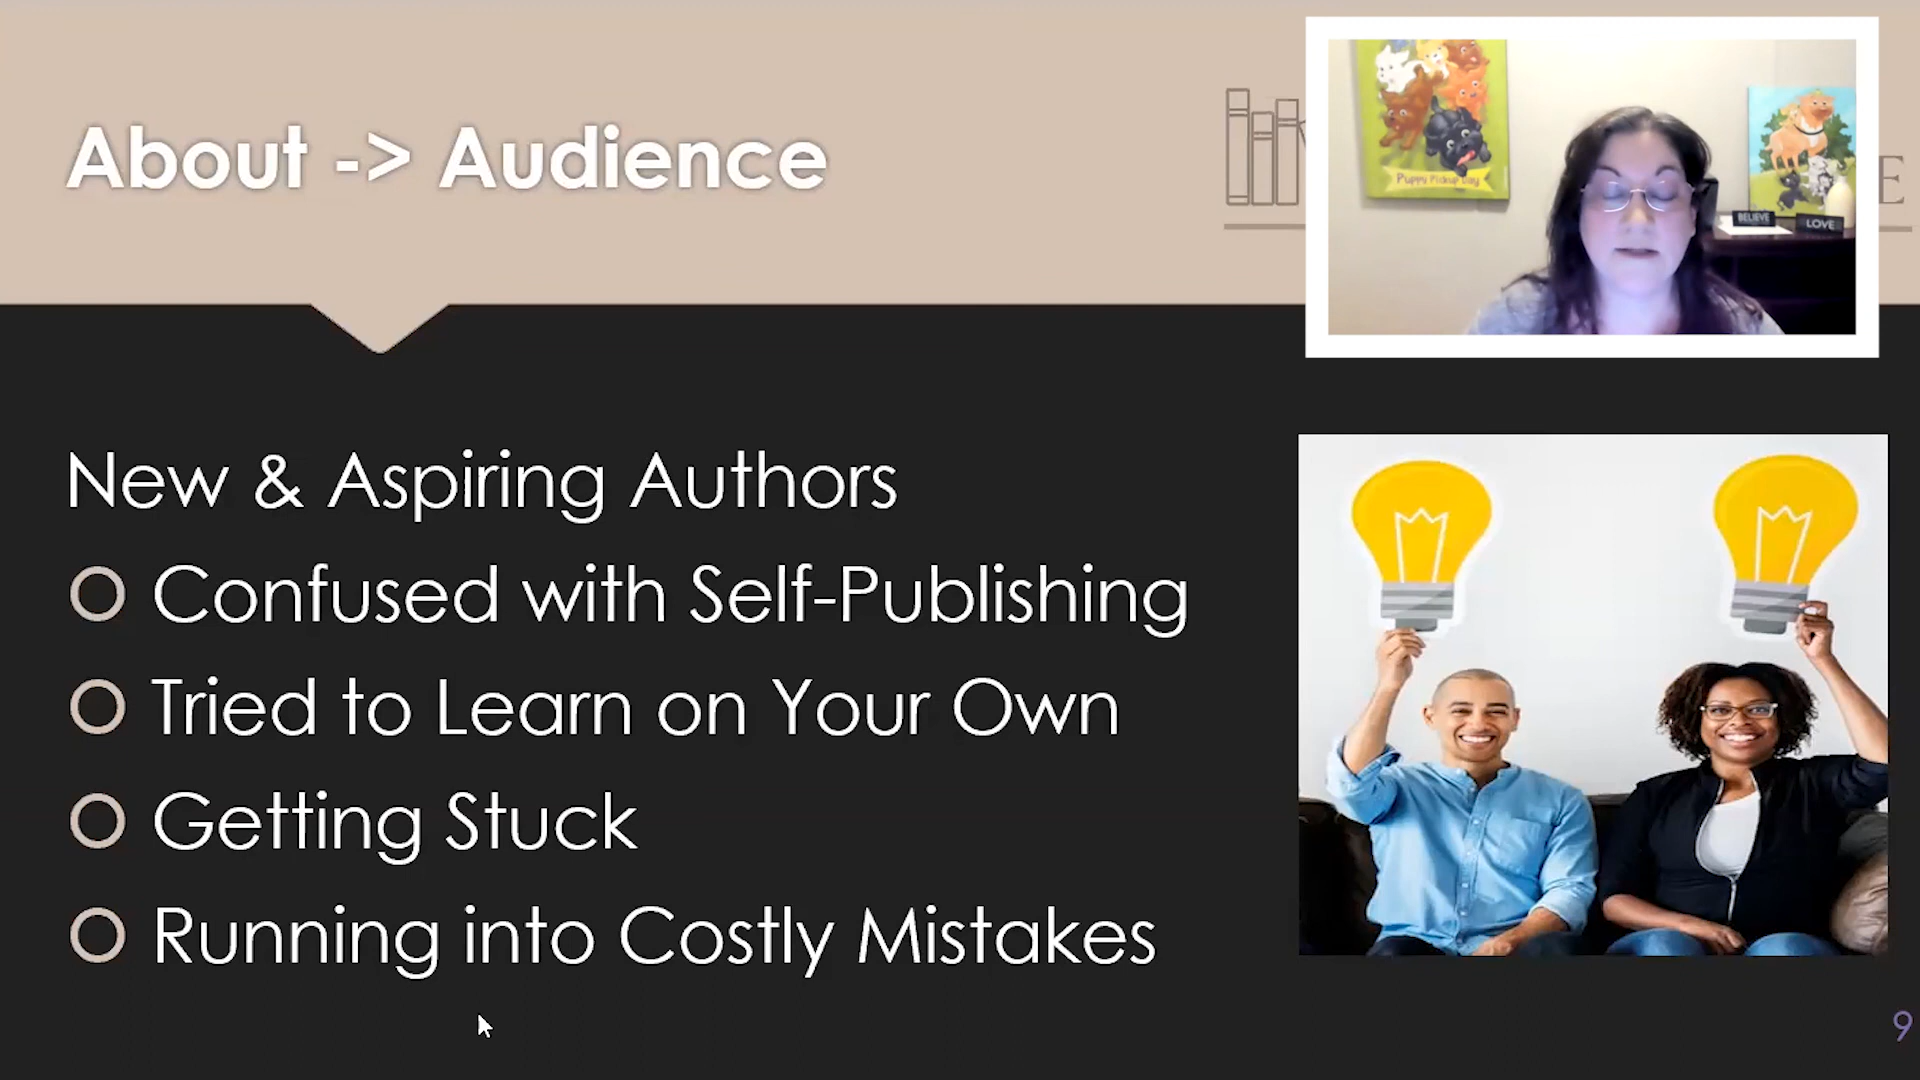 About -> Audience
Puppy Pickup Day
BELIEVE
LOVE
E
New & Aspiring Authors
Confused with Self-Publishing
Tried to Learn on Your Own
Getting Stuck
Running into Costly Mistakes
9